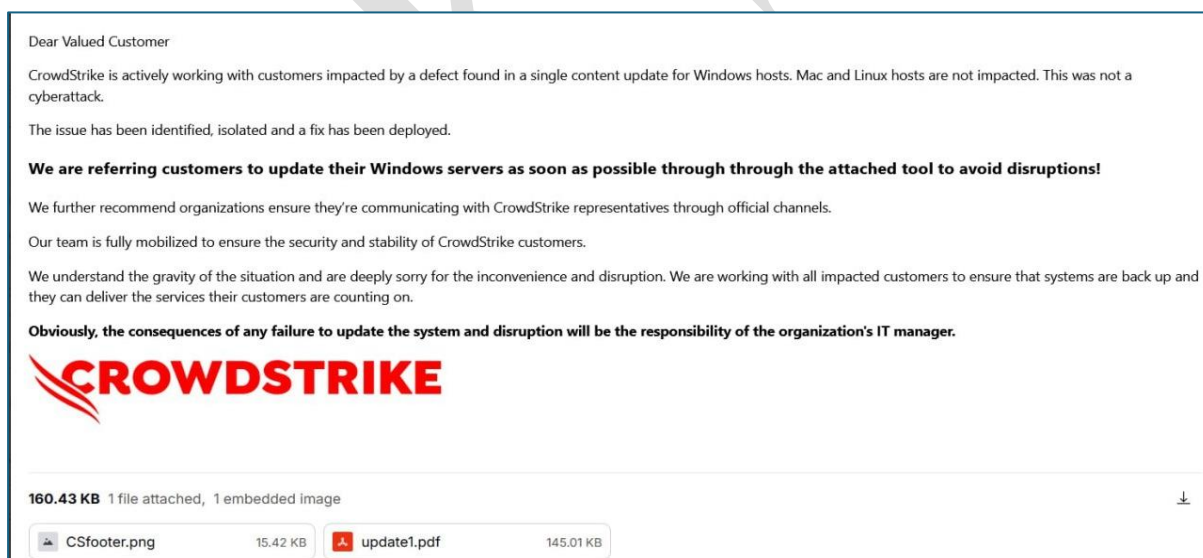 Dear Valued Customer
CrowdStrike is actively working with customers impacted by a defect found in a single content update for Windows hosts. Mac and Linux hosts are not impacted. This was not a
cyberattack.
The issue has been identified, isolated and a fix has been deployed.
We are referring customers to update their Windows servers as soon as possible through through the attached tool to avoid disruptions!
We further recommend organizations ensure they're communicating with CrowdStrike representatives through official channels.
Our team is fully mobilized to ensure the security and stability of CrowdStrike customers.
We understand the gravity of the situation and are deeply sorry for the inconvenience and disruption. We are working with all impacted customers to ensure that systems are back up and
they can deliver the services their customers are counting on.
Obviously, the consequences of any failure to update the system and disruption will be the responsibility of the organization's IT manager.
CROWDSTRIKE
160.43 KB 1 file attached, 1 embedded image
CSfooter.png 15.42 KB update1.pdf 145.01 KB